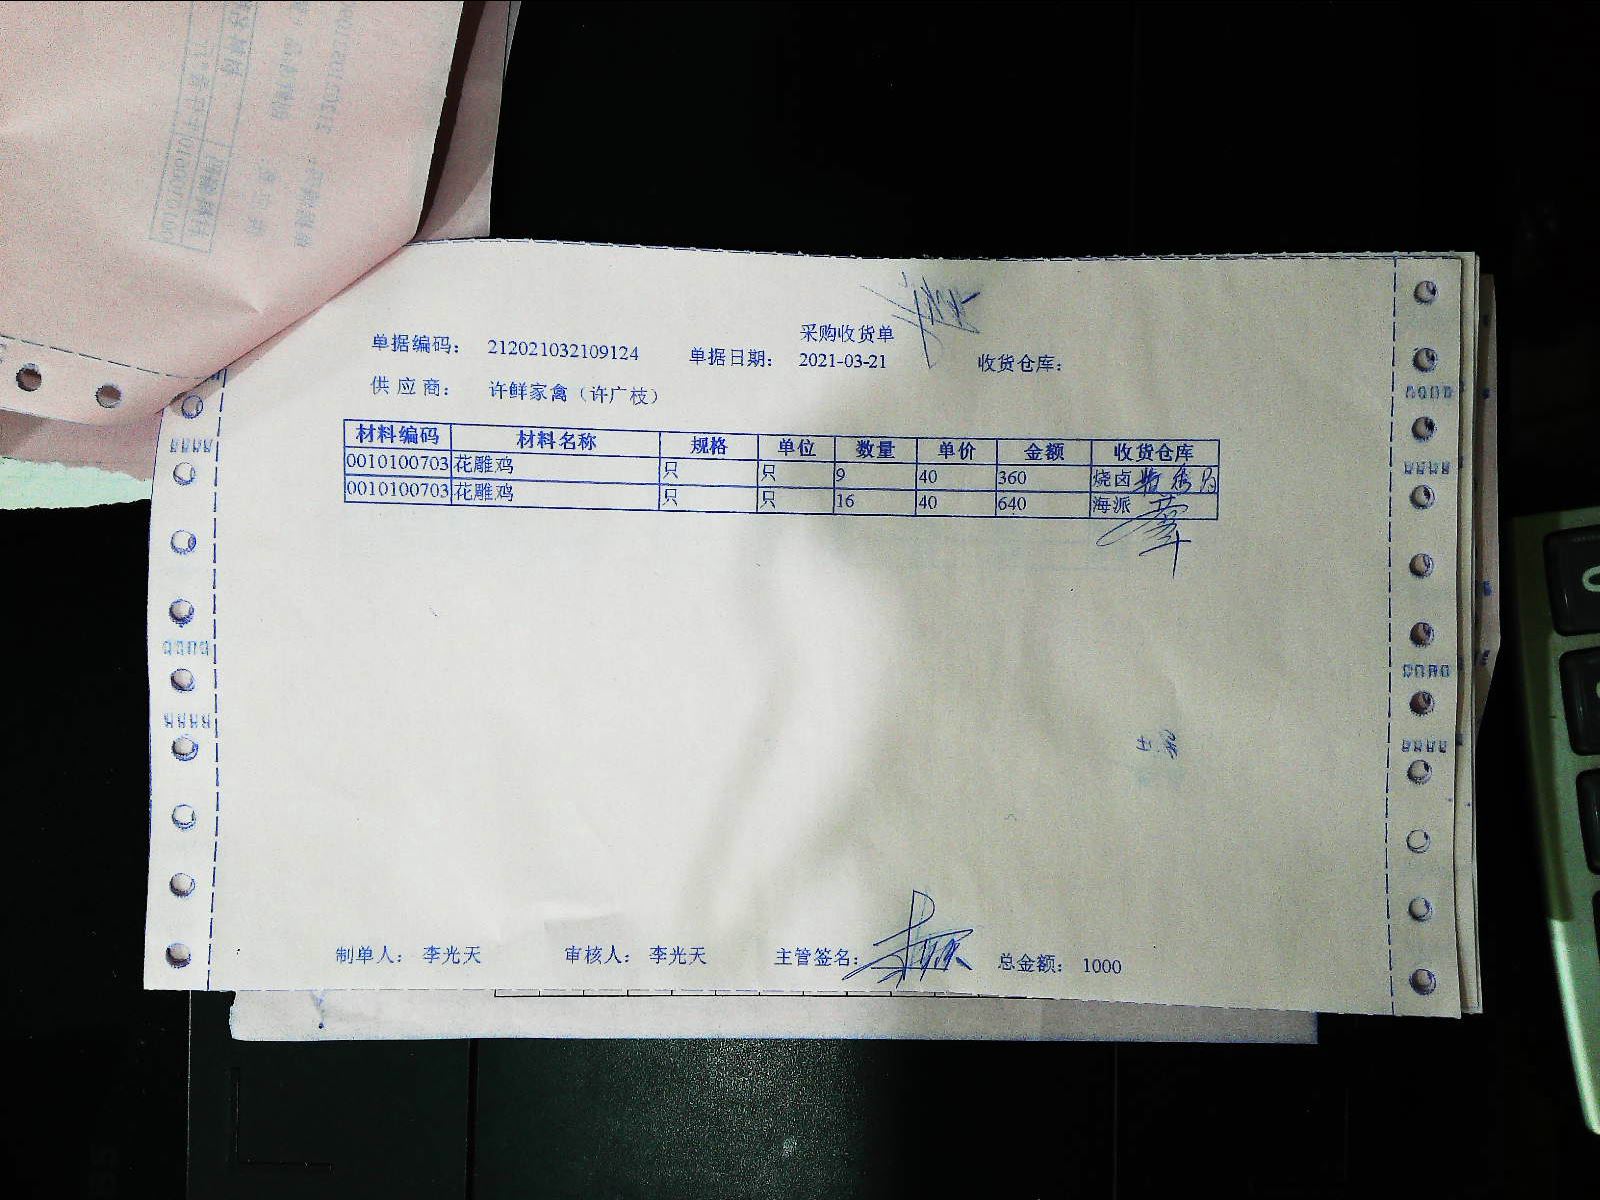 采购收货单
单据编码： 212021032109124 单据日期： 2021-03-21 收货仓库：
供应商： 许鲜家禽（许广枝）
材料编码 材料名称 规格 单位 数量 单价 金额 收货仓库
0010100703 花雕鸡 只 只 9 40 360 烧卤
0010100703 花雕鸡 只 只 16 40 640 海派
制单人： 李光天 审核人： 李光天 主管签名： 总金额： 1000